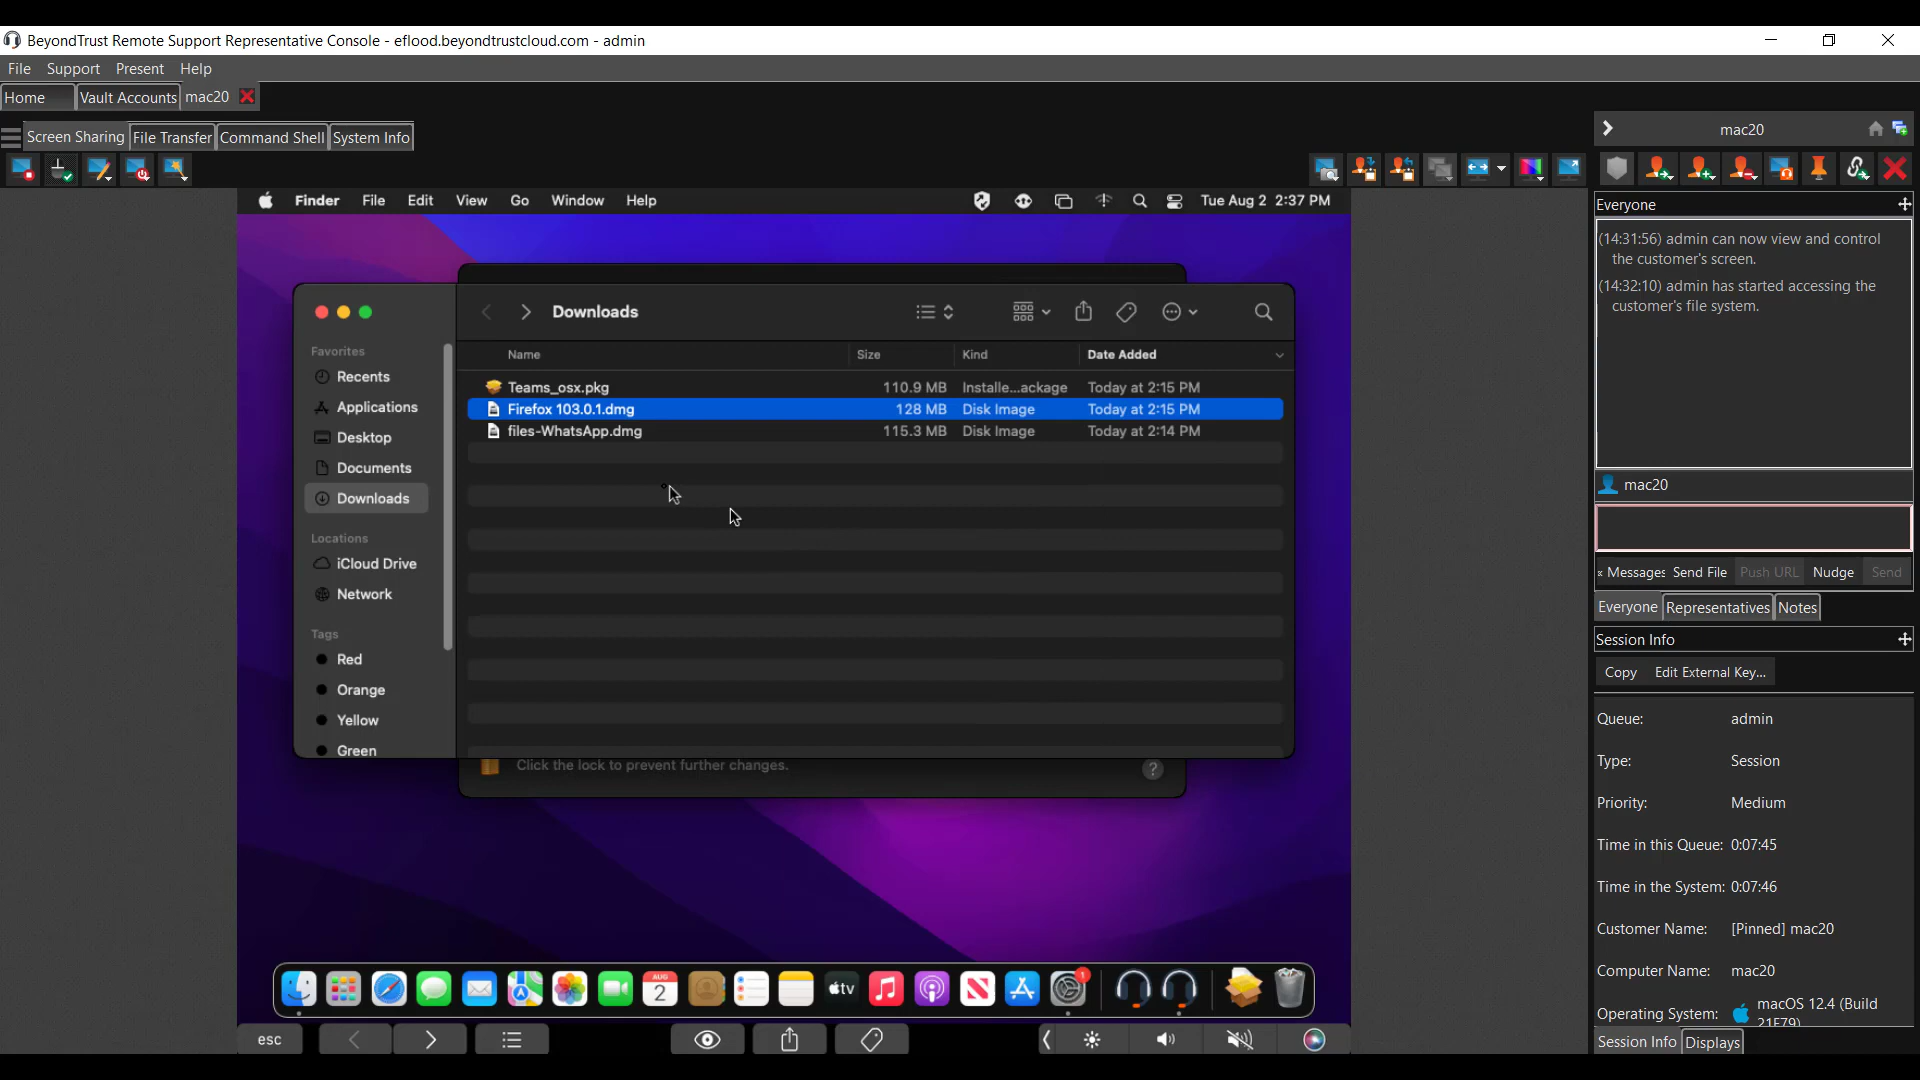 BeyondTrust Remote Support Representative Console - eflood.beyondtrustcloud.com - admin
File Support Present Help
Home Vault Accounts mac20
Screen Sharing File Transfer Command Shell System Info
mac20
Finder File Edit View Go Window Help Tue Aug 2 2:37 PM
Downloads
Favorites
Recents
Applications
Desktop
Documents
Downloads
Locations
iCloud Drive
Network
Tags
Red
Orange
Yellow
Green
Name Size Kind Date Added
Teams_osx.pkg 110.9 MB Installe...ackage Today at 2:15 PM
Firefox 103.0.1.dmg 128 MB Disk Image Today at 2:15 PM
files-WhatsApp.dmg 115.3 MB Disk Image Today at 2:14 PM
Click the lock to prevent further changes.
?
AUG
2
tv
1
esc
Everyone
(14:31:56) admin can now view and control
the customer's screen.
(14:32:10) admin has started accessing the
customer's file system.
mac20
« Messages Send File Push URL Nudge Send
Everyone Representatives Notes
Session Info
Copy Edit External Key...
Queue: admin
Type: Session
Priority: Medium
Time in this Queue: 0:07:45
Time in the System: 0:07:46
Customer Name: [Pinned] mac20
Computer Name: mac20
Operating System: macOS 12.4 (Build
21F79)
Session Info Displays